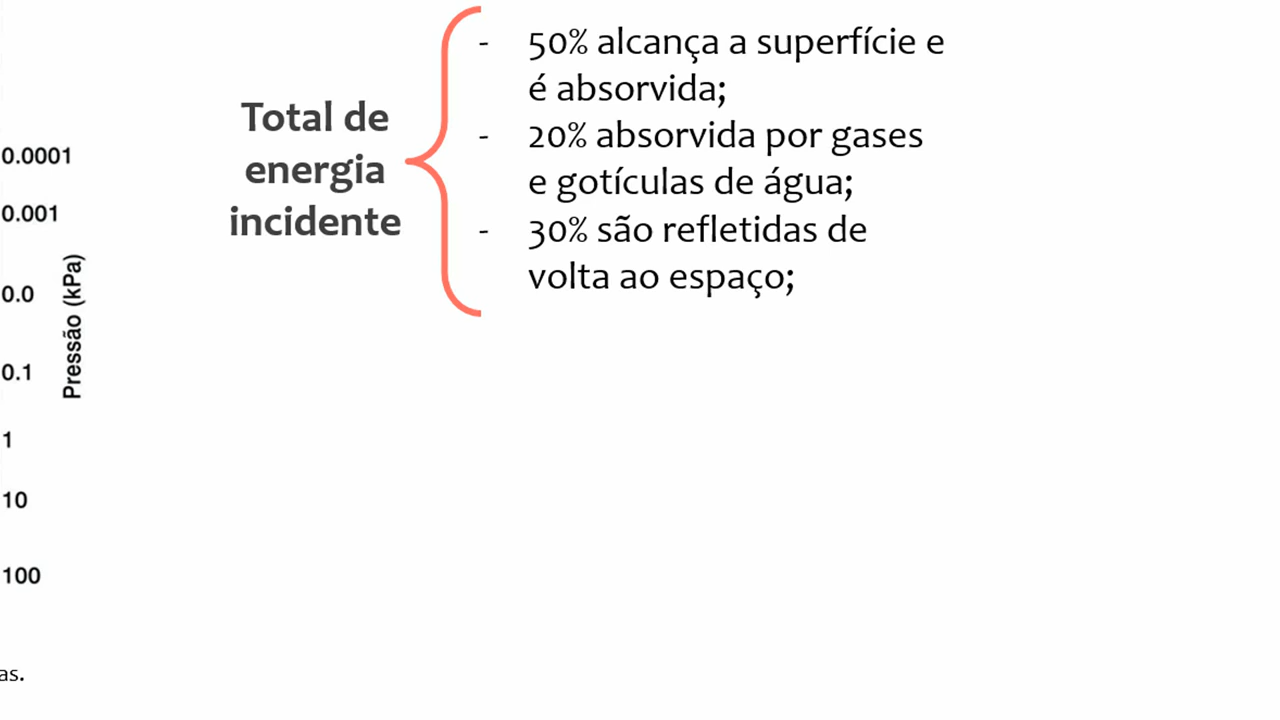 0.0001
0.001
0.0
0.1
1
10
100
Pressão (kPa)
as.
Total de
energia
incidente
- 50% alcança a superfície e
é absorvida;
- 20% absorvida por gases
e gotículas de água;
- 30% são refletidas de
volta ao espaço;